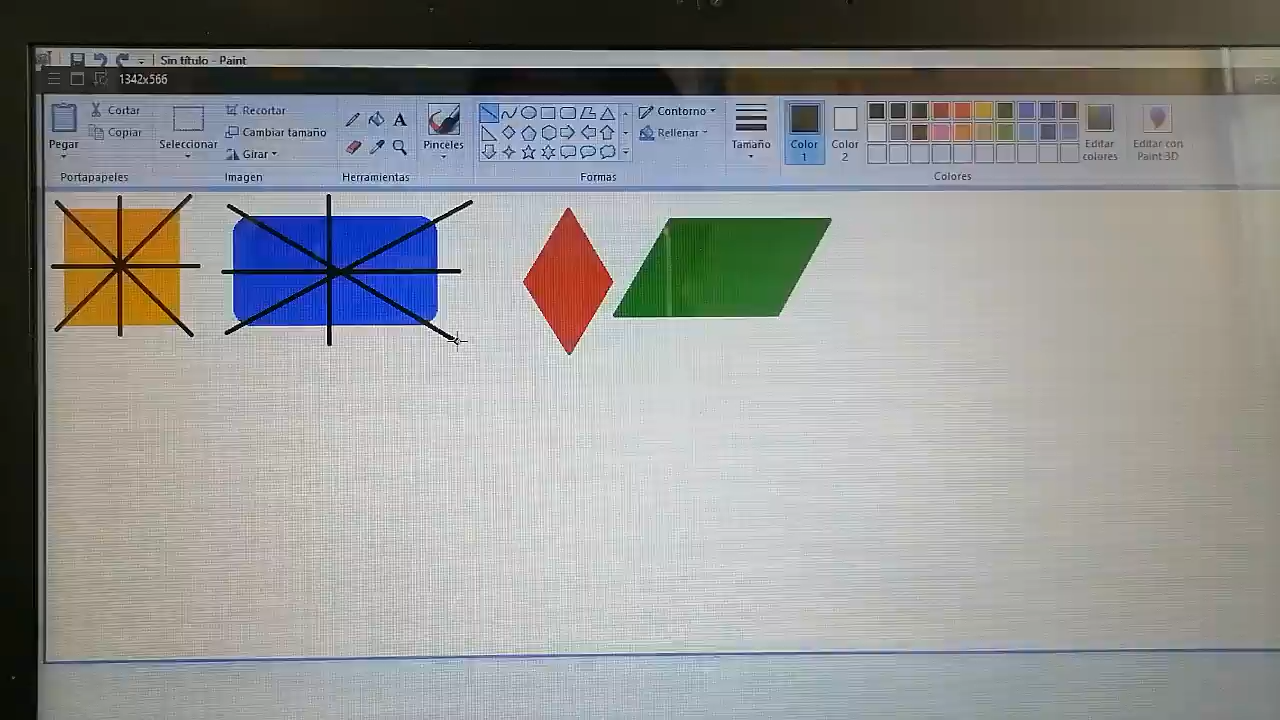 Sin título - Paint
1342x566
Pegar
Cortar
Copiar
Portapapeles
Seleccionar
Recortar
Cambiar tamaño
Girar
Imagen
A
Herramientas
Pinceles
Formas
Contorno
Rellenar
Tamaño
Color
1
Color
2
Colores
Editar
colores
Editar con
Paint 3D